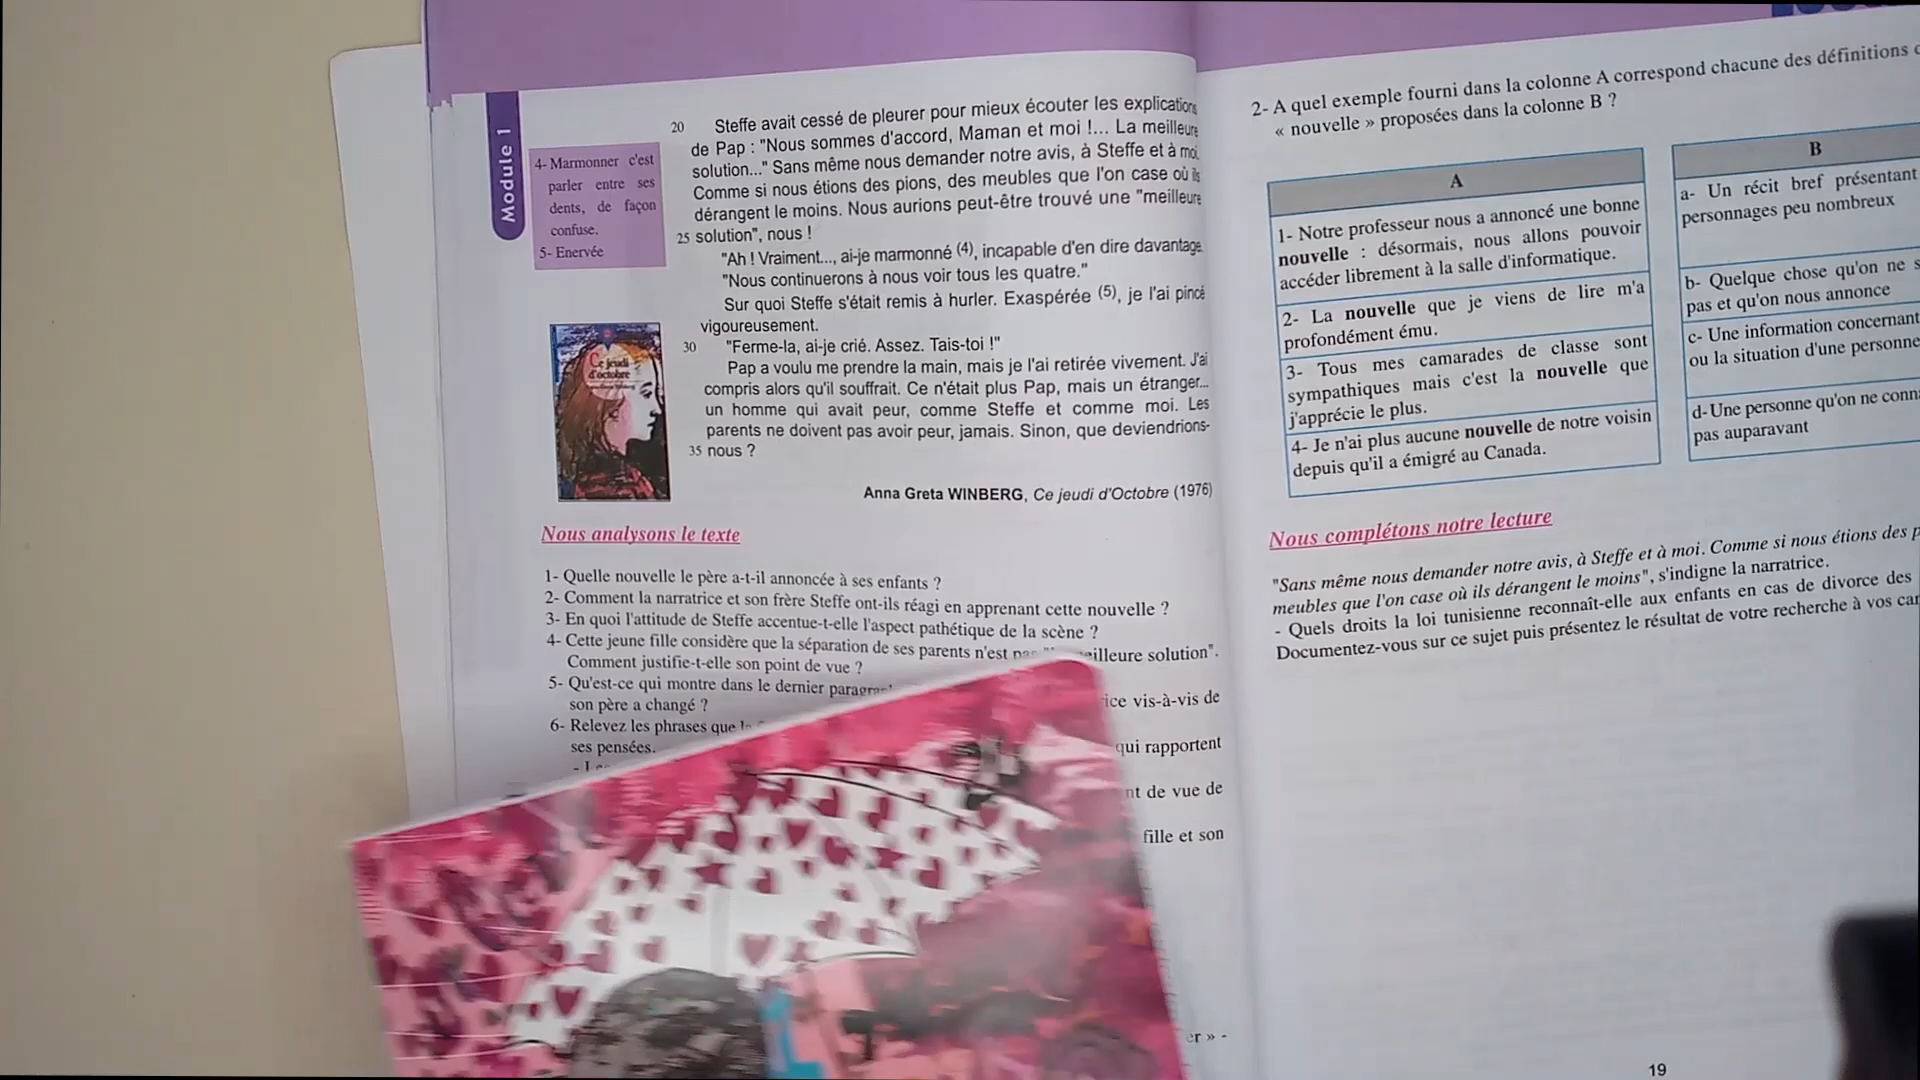 Module 1
4- Marmonner c'est
parler entre ses
dents, de façon
confuse.
5- Enervée
20 Steffe avait cessé de pleurer pour mieux écouter les explications
de Pap : "Nous sommes d'accord, Maman et moi !... La meilleure
solution..." Sans même nous demander notre avis, à Steffe et à moi.
Comme si nous étions des pions, des meubles que l'on case où ils
dérangent le moins. Nous aurions peut-être trouvé une "meilleure
25 solution", nous !
"Ah ! Vraiment..., ai-je marmonné (4), incapable d'en dire davantage.
"Nous continuerons à nous voir tous les quatre."
Sur quoi Steffe s'était remis à hurler. Exaspérée (5), je l'ai pincé
vigoureusement.
30 "Ferme-la, ai-je crié. Assez. Tais-toi !"
Pap a voulu me prendre la main, mais je l'ai retirée vivement. J'ai
compris alors qu'il souffrait. Ce n'était plus Pap, mais un étranger...
un homme qui avait peur, comme Steffe et comme moi. Les
parents ne doivent pas avoir peur, jamais. Sinon, que deviendrions-
35 nous ?
Ce jeudi
d'octobre
Anna Greta WINBERG, Ce jeudi d'Octobre (1976)
Nous analysons le texte
1- Quelle nouvelle le père a-t-il annoncée à ses enfants ?
2- Comment la narratrice et son frère Steffe ont-ils réagi en apprenant cette nouvelle ?
3- En quoi l'attitude de Steffe accentue-t-elle l'aspect pathétique de la scène ?
4- Cette jeune fille considère que la séparation de ses parents n'est eilleure solution".
Comment justifie-t-elle son point de vue ?
5- Qu'est-ce qui montre dans le dernier paragra ice vis-à-vis de
son père a changé ?
6- Relevez les phrases que qui rapportent
ses pensées.
nt de vue de
fille et son
er » -
2- A quel exemple fourni dans la colonne A correspond chacune des définitions
« nouvelle » proposées dans la colonne B ?
A
1- Notre professeur nous a annoncé une bonne
nouvelle : désormais, nous allons pouvoir
accéder librement à la salle d'informatique.
2- La nouvelle que je viens de lire m'a
profondément ému.
3- Tous mes camarades de classe sont
sympathiques mais c'est la nouvelle que
j'apprécie le plus.
4- Je n'ai plus aucune nouvelle de notre voisin
depuis qu'il a émigré au Canada.
B
a- Un récit bref présentant
personnages peu nombreux
b- Quelque chose qu'on ne s
pas et qu'on nous annonce
c- Une information concernant
ou la situation d'une personne
d- Une personne qu'on ne conn
pas auparavant
Nous complétons notre lecture
"Sans même nous demander notre avis, à Steffe et à moi. Comme si nous étions des p
meubles que l'on case où ils dérangent le moins", s'indigne la narratrice.
- Quels droits la loi tunisienne reconnaît-elle aux enfants en cas de divorce des
Documentez-vous sur ce sujet puis présentez le résultat de votre recherche à vos
19